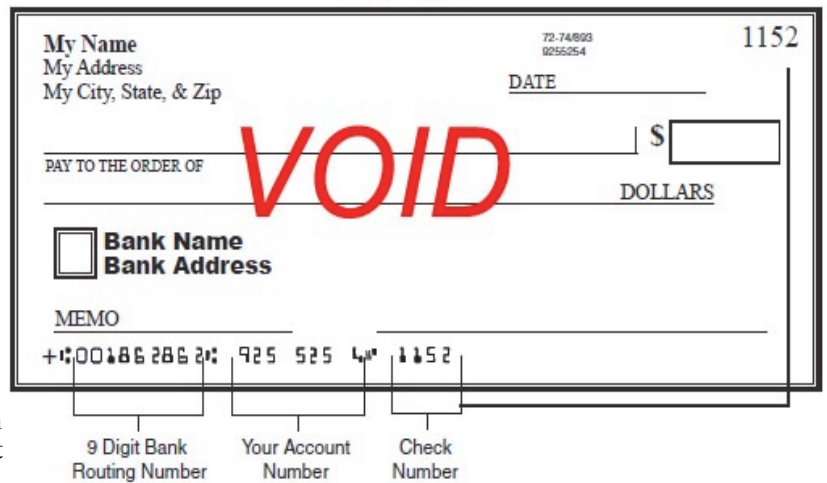 My Name
My Address
My City, State, & Zip
72-74/893
9255254
1152
DATE
$
PAY TO THE ORDER OF
VOID
DOLLARS
Bank Name
Bank Address
MEMO
001862862 925 525 4 1152
9 Digit Bank
Routing Number
Your Account
Number
Check
Number